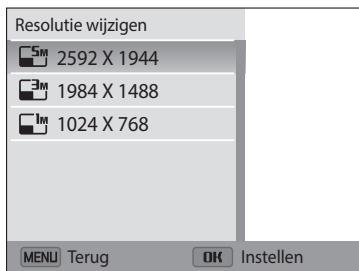 Resolutie wijzigen
5M 2592 X 1944
3M 1984 X 1488
1M 1024 X 768
MENU Terug OK Instellen